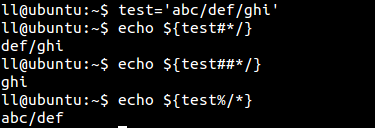 ll@ubuntu:~$ test='abc/def/ghi'
ll@ubuntu:~$ echo ${test#*/}
def/ghi
ll@ubuntu:~$ echo ${test##*/}
ghi
ll@ubuntu:~$ echo ${test%/*}
abc/def